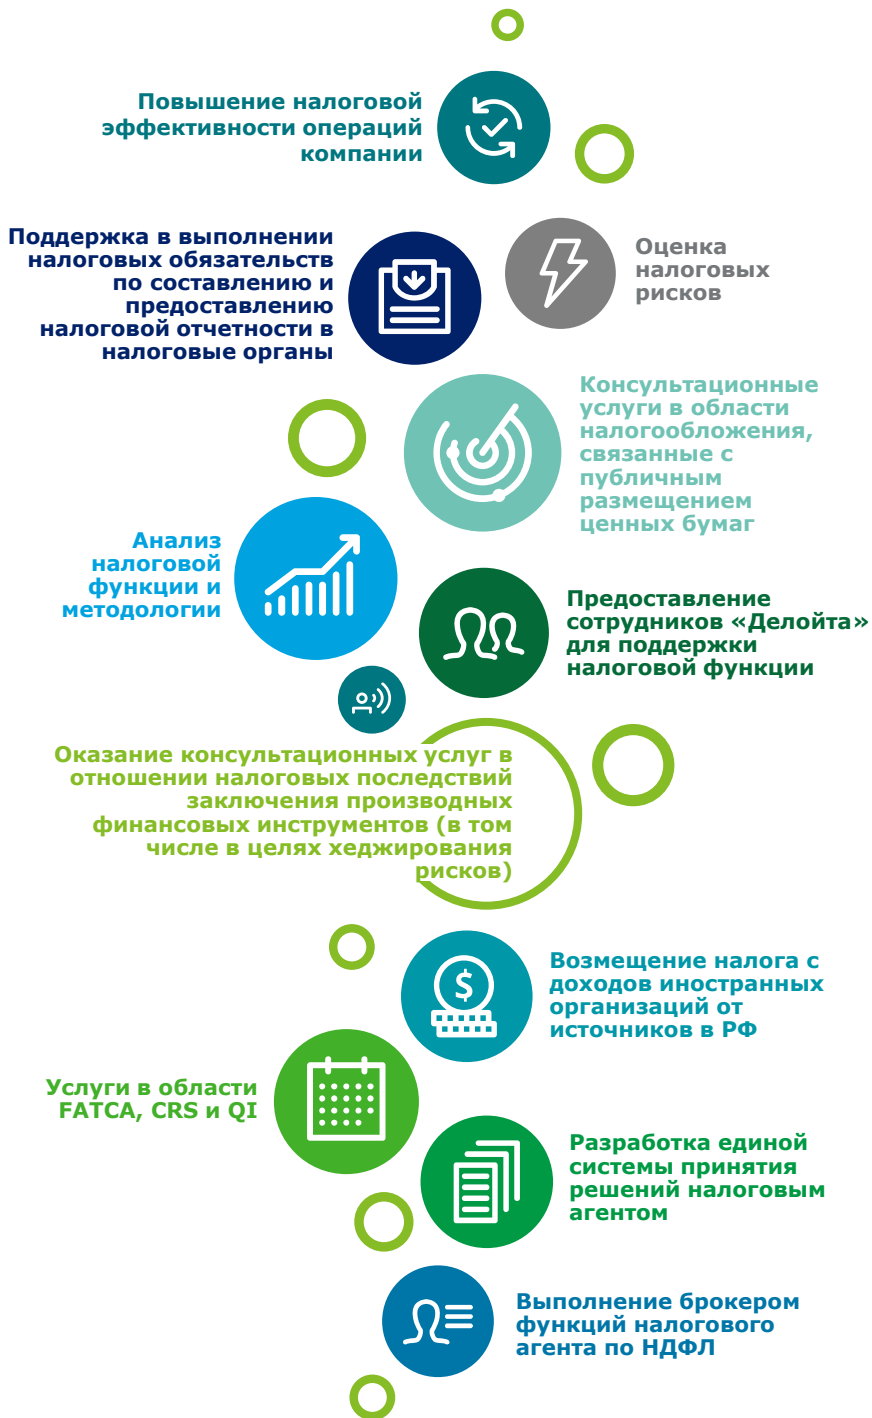 Повышение налоговой
эффективности операций
компании
Поддержка в выполнении
налоговых обязательств
по составлению и
предоставлению
налоговой отчетности в
налоговые органы
Оценка
налоговых
рисков
Консультационные
услуги в области
налогообложения,
связанные с
публичным
размещением
ценных бумаг
Анализ
налоговой
функции и
методологии
Предоставление
сотрудников «Делойта»
для поддержки
налоговой функции
Оказание консультационных услуг в
отношении налоговых последствий
заключения производных
финансовых инструментов (в том
числе в целях хеджирования
рисков)
Возмещение налога с
доходов иностранных
организаций от
источников в РФ
Услуги в области
FATCA, CRS и QI
Разработка единой
системы принятия
решений налоговым
агентом
Выполнение брокером
функций налогового
агента по НДФЛ